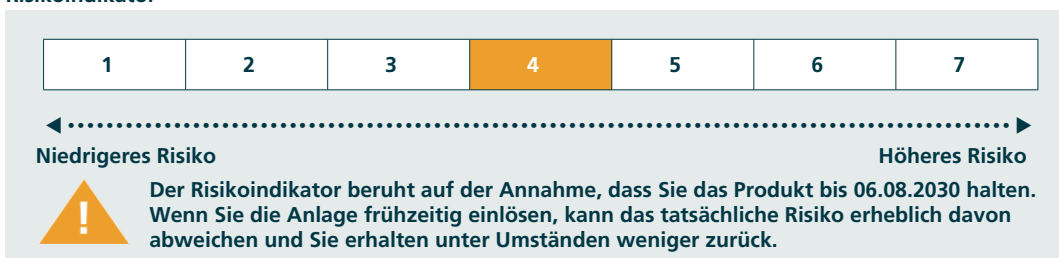 Risikoindikator
1 2 3 4 5 6 7
Niedrigeres Risiko Höheres Risiko
Der Risikoindikator beruht auf der Annahme, dass Sie das Produkt bis 06.08.2030 halten.
! Wenn Sie die Anlage frühzeitig einlösen, kann das tatsächliche Risiko erheblich davon
abweichen und Sie erhalten unter Umständen weniger zurück.